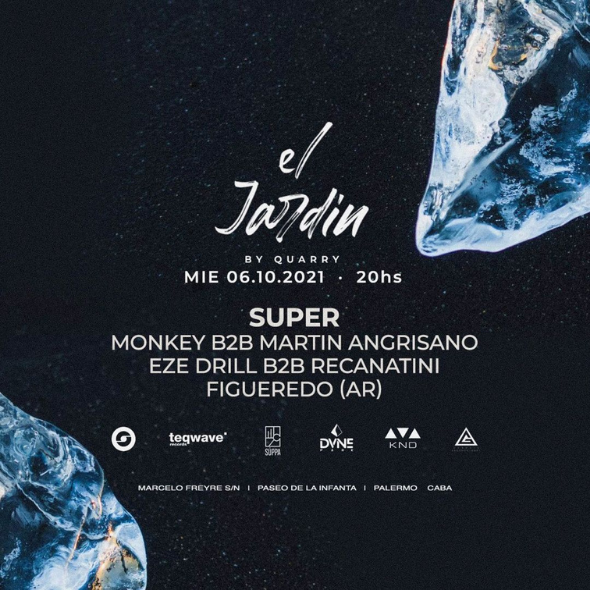 el
Jardin
BY QUARRY
MIE 06.10.2021 · 20hs
SUPER
MONKEY B2B MARTIN ANGRISANO
EZE DRILL B2B RECANATINI
FIGUEREDO (AR)
teqwave
records
SUPPA
DVNE
KND
MARCELO FREYRE S/N I PASEO DE LA INFANTA I PALERMO CABA